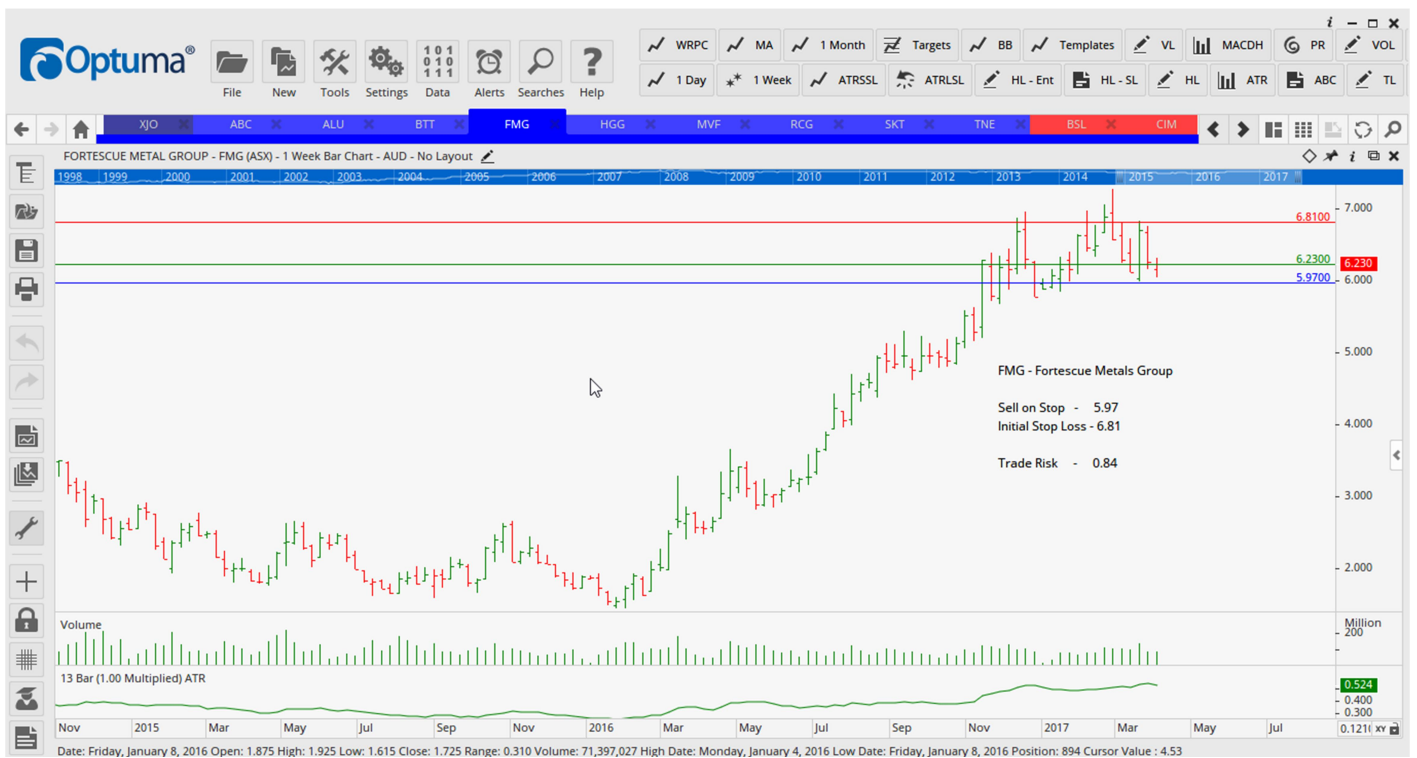 i
Optuma®
File New Tools Settings Data Alerts Searches Help
101
010
111
?
WRPC MA 1 Month Targets BB Templates VL MACDH PR VOL
1 Day 1 Week ATRSSL ATRLSL HL - Ent HL - SL HL ATR ABC TL
XJO ABC ALU BTT FMG HGG MVF RCG SKT TNE BSL CIM
FORTESCUE METAL GROUP - FMG (ASX) - 1 Week Bar Chart - AUD - No Layout
i
1998 1999 2000 2001 2002 2003 2004 2005 2006 2007 2008 2009 2010 2011 2012 2013 2014 2015 2016 2017
7.000
6.8100
6.2300
6.230
5.9700
6.000
5.000
FMG - Fortescue Metals Group
Sell on Stop - 5.97
Initial Stop Loss - 6.81
4.000
Trade Risk - 0.84
3.000
2.000
Volume
Million
200
13 Bar (1.00 Multiplied) ATR
0.524
0.400
0.300
Nov 2015 Mar May Jul Sep Nov 2016 Mar May Jul Sep Nov 2017 Mar May Jul
XY
Date: Friday, January 8, 2016 Open: 1.875 High: 1.925 Low: 1.615 Close: 1.725 Range: 0.310 Volume: 71,397,027 High Date: Monday, January 4, 2016 Low Date: Friday, January 8, 2016 Position: 894 Cursor Value : 4.53